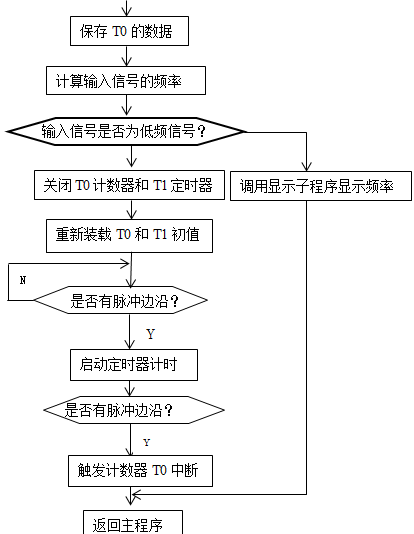 保存 T0 的数据
计算输入信号的频率
输入信号是否为低频信号？
关闭 T0 计数器和 T1 定时器
调用显示子程序显示频率
重新装载 T0 和 T1 初值
N
是否有脉冲边沿？
Y
启动定时器计时
是否有脉冲边沿？
Y
触发计数器 T0 中断
返回主程序